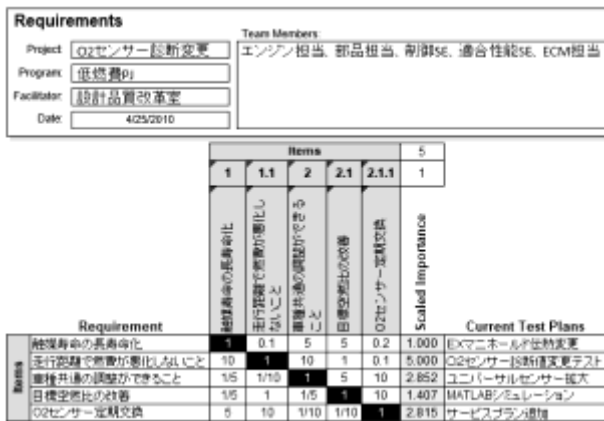 Requirements
Team Members:
Project: O2センサー診断変更
エンジン担当、部品担当、制御SE、適合性能SE、ECM担当
Program: 低燃費PJ
Facilitator: 設計品質改革室
Date: 4/25/2010
Items 5
1 1.1 2 2.1 2.1.1 1
触媒寿命の長寿命化
走行距離で燃費が悪化しないこと
車種共通の調整ができること
目標空燃比の改善
O2センサー定期交換
Scaled Importance
Requirement Current Test Plans
Items
触媒寿命の長寿命化 1 0.1 5 5 0.2 1.000 EXマニホールド伝熱変更
走行距離で燃費が悪化しないこと 10 1 10 1 0.1 5.000 O2センサー診断値変更テスト
車種共通の調整ができること 1/5 1/10 1 5 10 2.852 ユニバーサルセンサー拡大
目標空燃比の改善 1/5 1 1/5 1 10 1.407 MATLABシミュレーション
O2センサー定期交換 5 10 1/10 1/10 1 2.815 サービスプラン追加